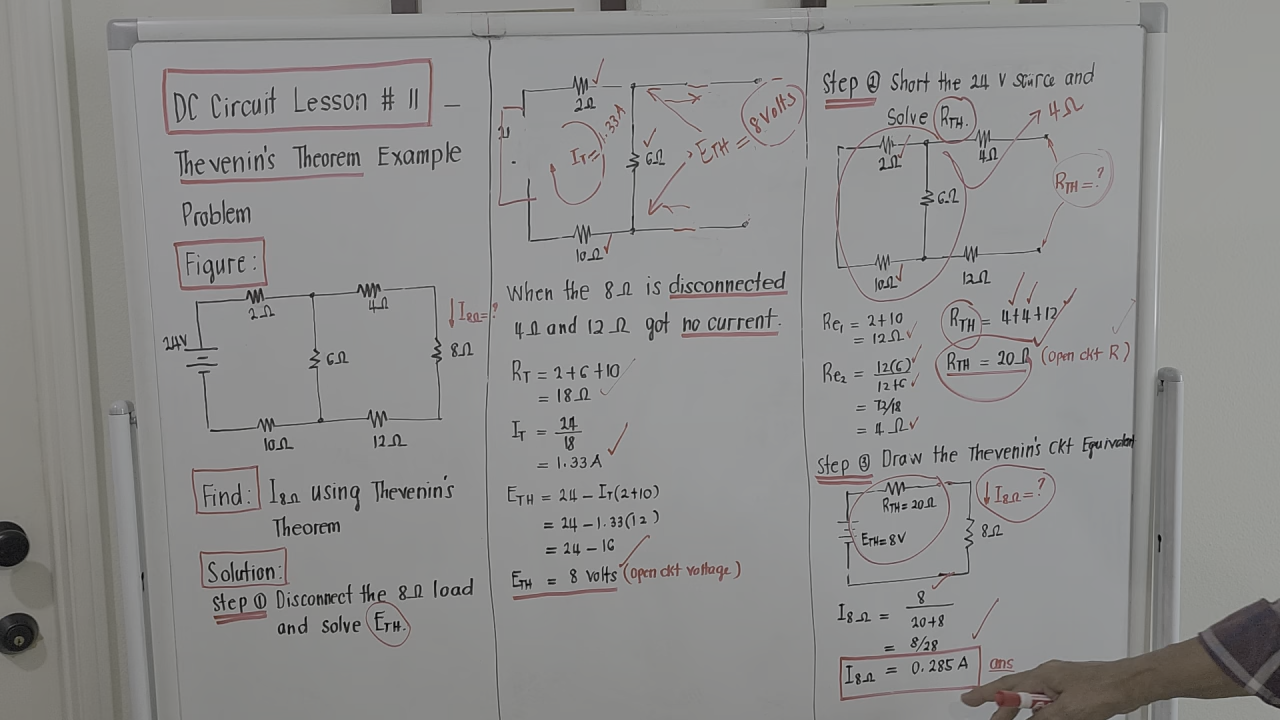 DC Circuit Lesson # 11 –
Thevenin's Theorem Example
Problem
Figure:
2Ω
4Ω
I8Ω=?
24V
6Ω
8Ω
10Ω
12Ω
Find: I8Ω using Thevenin's
Theorem
Solution:
Step ① Disconnect the 8Ω load
and solve ETH.
2Ω
IT=1.33A
6Ω
ETH = 8 Volts
10Ω
When the 8Ω is disconnected
4Ω and 12Ω got no current.
RT = 2+6+10
= 18Ω
IT = 24/18
= 1.33 A
ETH = 24 – IT(2+10)
= 24 – 1.33(12)
= 24 – 16
ETH = 8 volts (open ckt voltage)
Step ② Short the 24 V source and
Solve RTH.
4Ω
2Ω
4Ω
RTH=?
6Ω
10Ω
12Ω
Re1 = 2+10
= 12Ω
Re2 = 12(6)/12+6
= 72/18
= 4Ω
RTH = 4+4+12
RTH = 20Ω (open ckt R)
Step ③ Draw the Thevenin's Ckt Equivalent
RTH=20Ω
I8Ω=?
ETH=8V
8Ω
I8Ω = 8/20+8
= 8/28
I8Ω = 0.285A ans